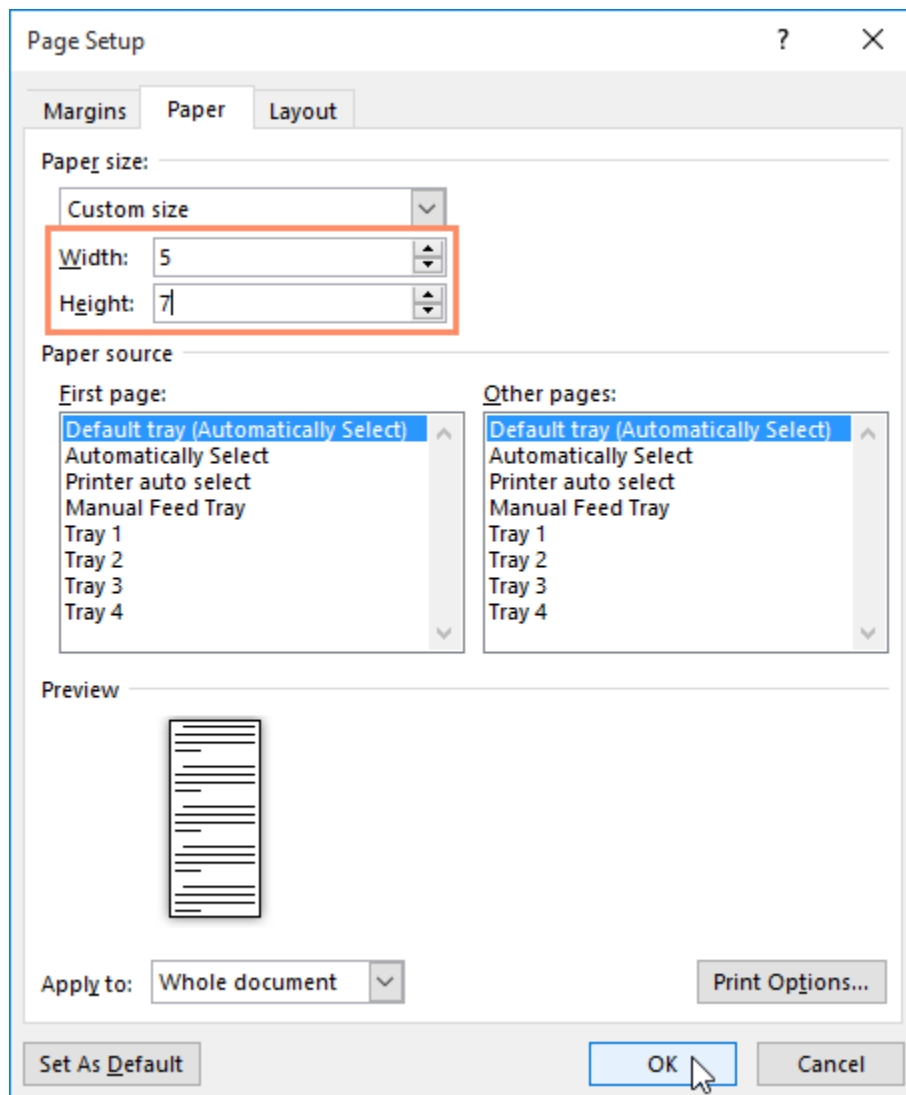 Page Setup ?
Margins Paper Layout
Paper size:
Custom size
Width: 5
Height: 7
Paper source
First page: Other pages:
Default tray (Automatically Select) Default tray (Automatically Select)
Automatically Select Automatically Select
Printer auto select Printer auto select
Manual Feed Tray Manual Feed Tray
Tray 1 Tray 1
Tray 2 Tray 2
Tray 3 Tray 3
Tray 4 Tray 4
Preview
Apply to: Whole document Print Options...
Set As Default OK Cancel